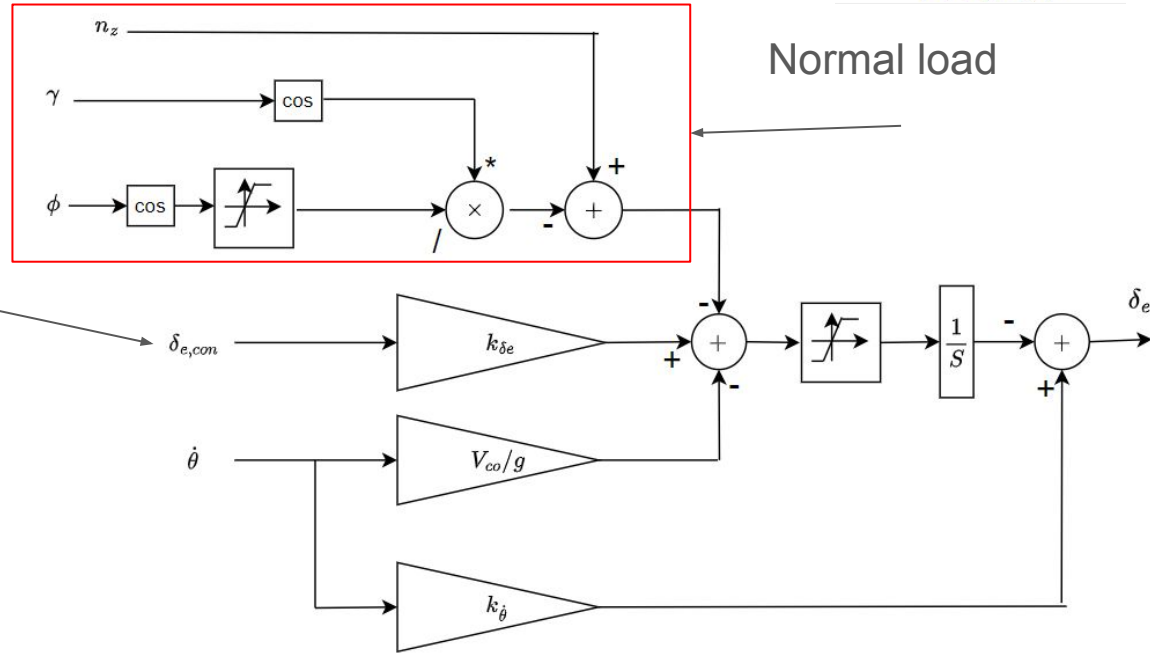 n_z
Normal load
γ
cos
*
+
ϕ
cos
×
-
+
/
-
δ_{e,con}
k_{δe}
+
+
-
1/S
-
+
+
δ_e
θ̇
V_{co}/g
k_{θ̇}